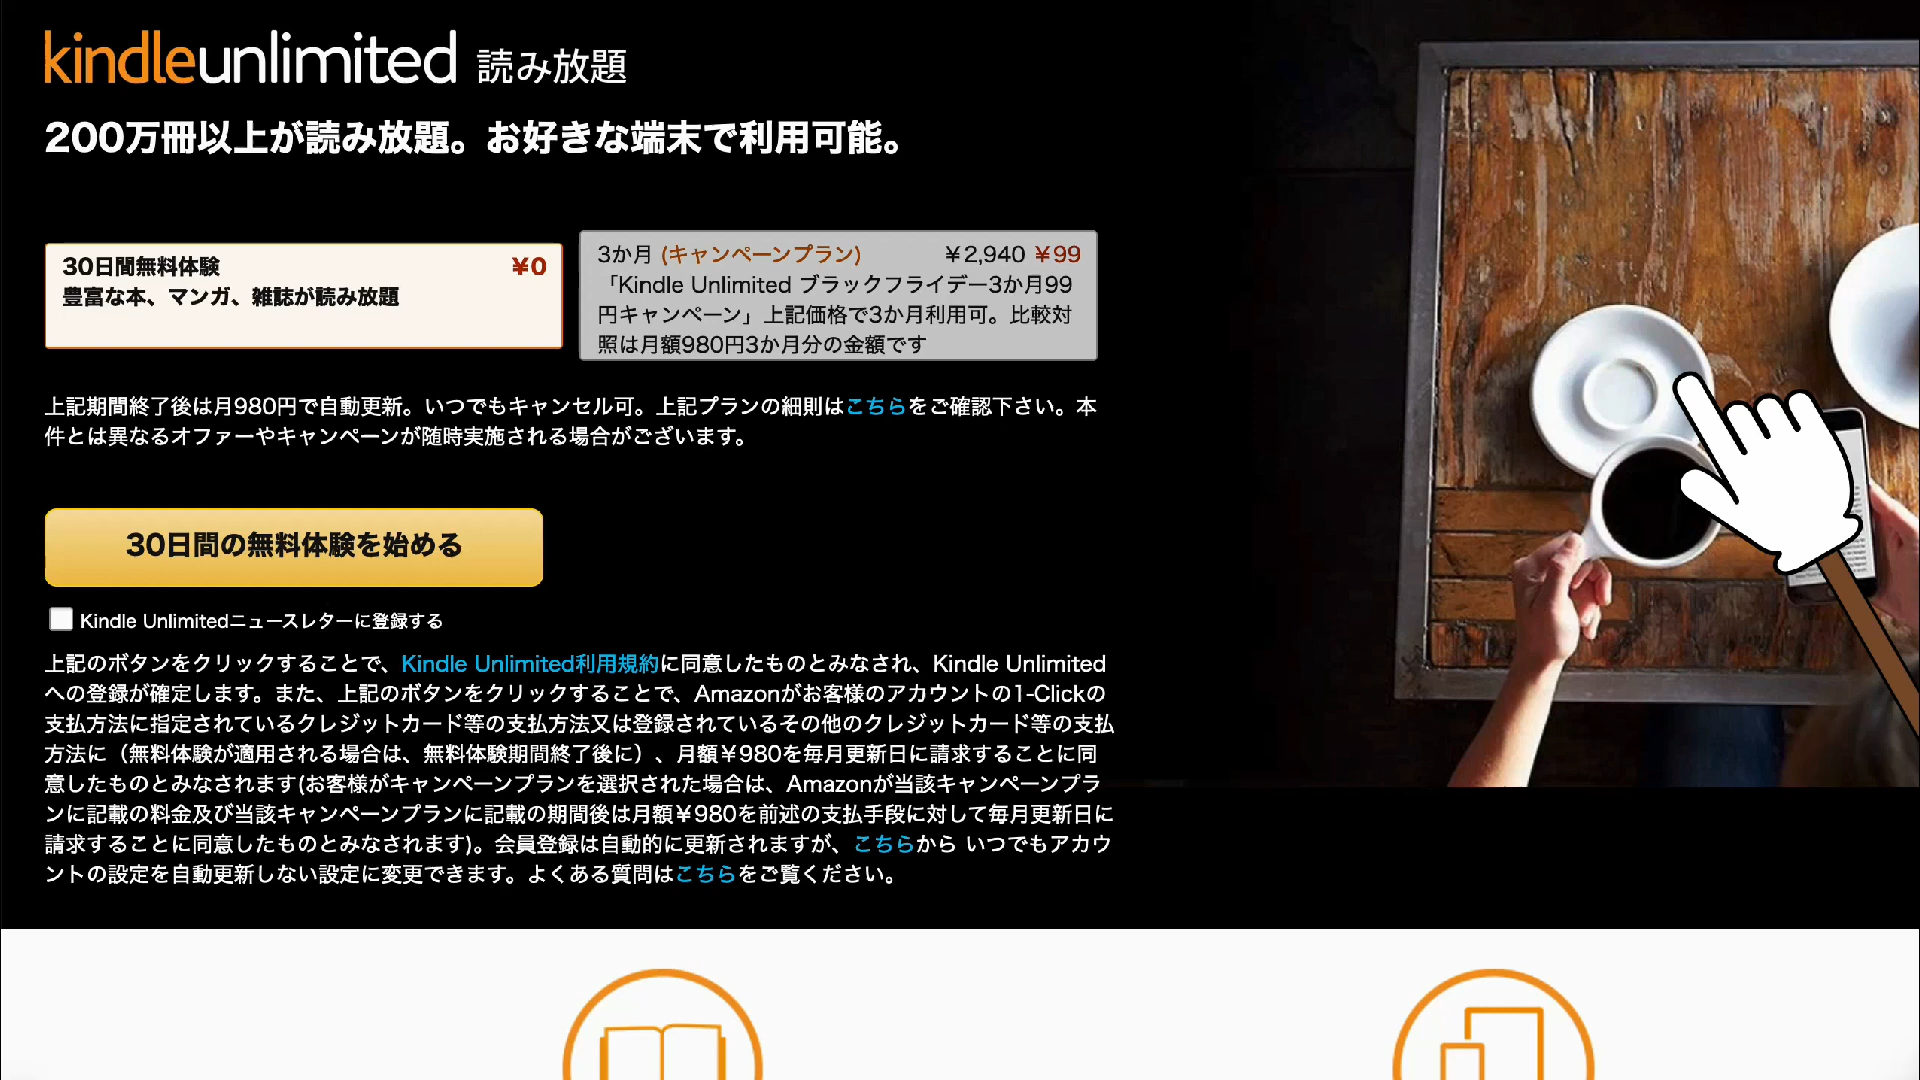 kindleunlimited 読み放題
200万冊以上が読み放題。お好きな端末で利用可能。
30日間無料体験 ¥0
豊富な本、マンガ、雑誌が読み放題
3か月 (キャンペーンプラン) ¥2,940 ¥99
「Kindle Unlimited ブラックフライデー3か月99
円キャンペーン」上記価格で3か月利用可。比較対
照は月額980円3か月分の金額です
上記期間終了後は月980円で自動更新。いつでもキャンセル可。上記プランの細則はこちらをご確認下さい。本
件とは異なるオファーやキャンペーンが随時実施される場合がございます。
30日間の無料体験を始める
Kindle Unlimitedニュースレターに登録する
上記のボタンをクリックすることで、Kindle Unlimited利用規約に同意したものとみなされ、Kindle Unlimited
への登録が確定します。また、上記のボタンをクリックすることで、Amazonがお客様のアカウントの1-Clickの
支払方法に指定されているクレジットカード等の支払方法又は登録されているその他のクレジットカード等の支払
方法に（無料体験が適用される場合は、無料体験期間終了後に）、月額¥980を毎月更新日に請求することに同
意したものとみなされます(お客様がキャンペーンプランを選択された場合は、Amazonが当該キャンペーンプラ
ンに記載の料金及び当該キャンペーンプランに記載の期間後は月額¥980を前述の支払手段に対して毎月更新日に
請求することに同意したものとみなされます)。会員登録は自動的に更新されますが、こちらから いつでもアカウ
ントの設定を自動更新しない設定に変更できます。よくある質問はこちらをご覧ください。